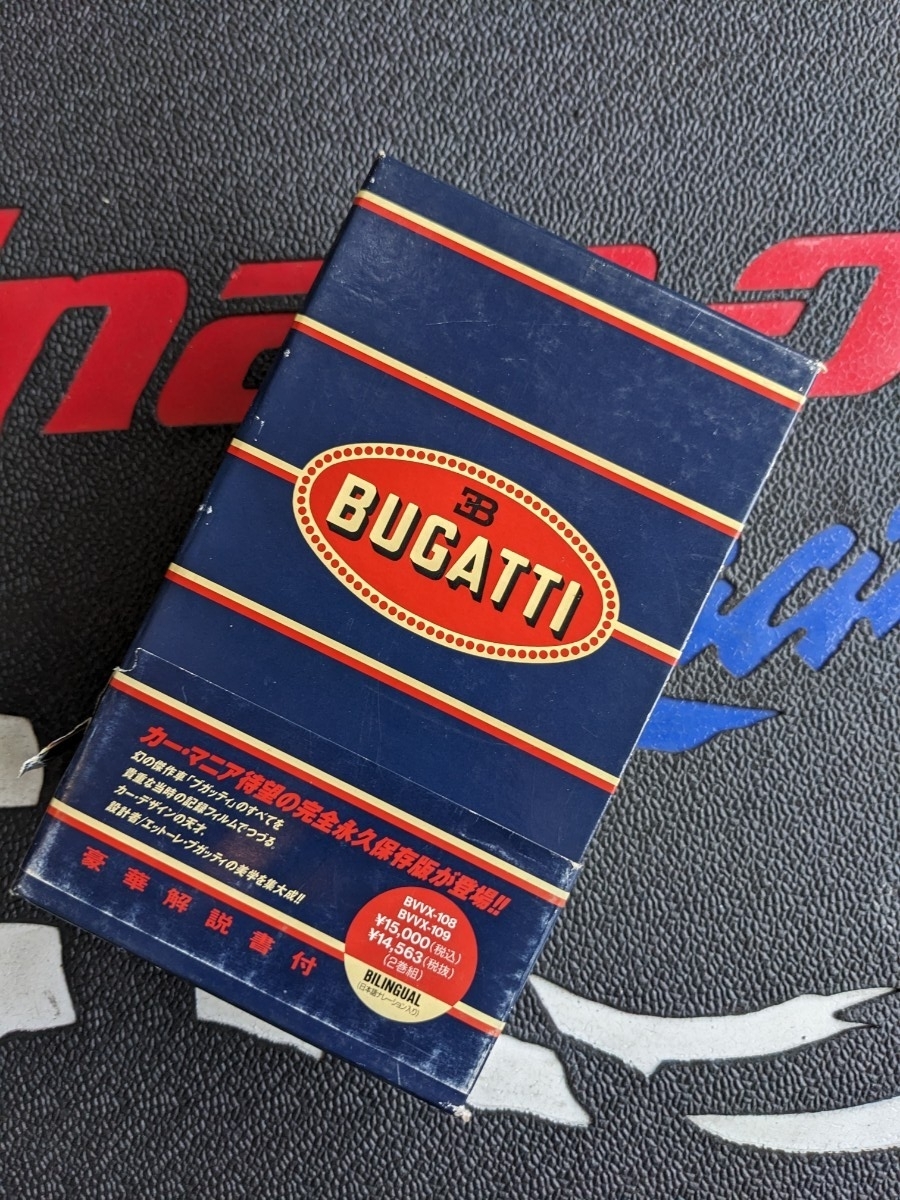 EB
BUGATTI
カー・マニア待望の完全永久保存版が登場!!
幻の傑作車「ブガッティ」のすべてを
貴重な当時の記録フィルムでつづる
カー・デザインの天才、
設計者/エットーレ・ブガッティの美学を集大成!!
豪華解説書付
BVVX-108
BVVX-109
¥15,000(税込)
¥14,563(税抜)
(2巻組)
BILINGUAL
(日本語ナレーション入り)